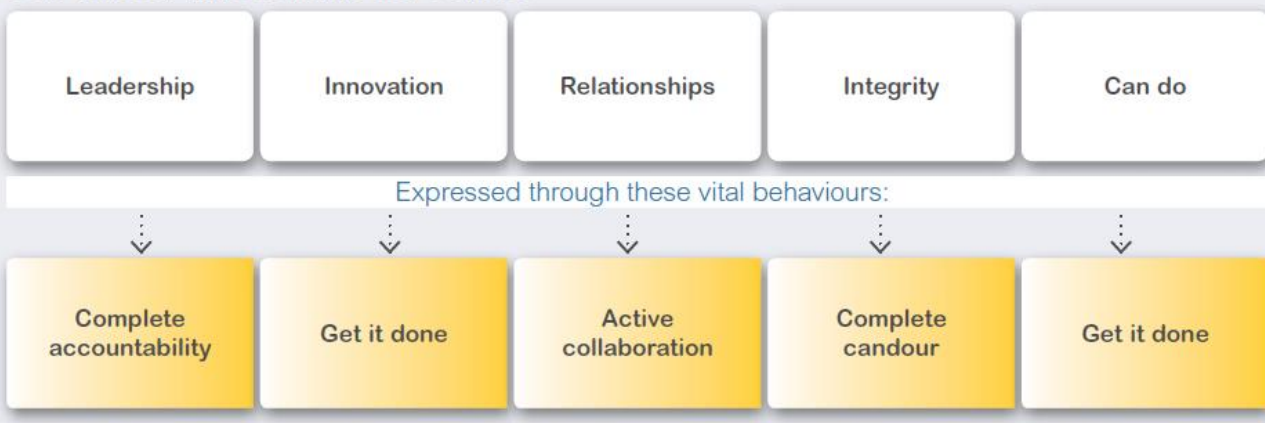 Leadership
Innovation
Relationships
Integrity
Can do
Expressed through these vital behaviours:
Complete
accountability
Get it done
Active
collaboration
Complete
candour
Get it done